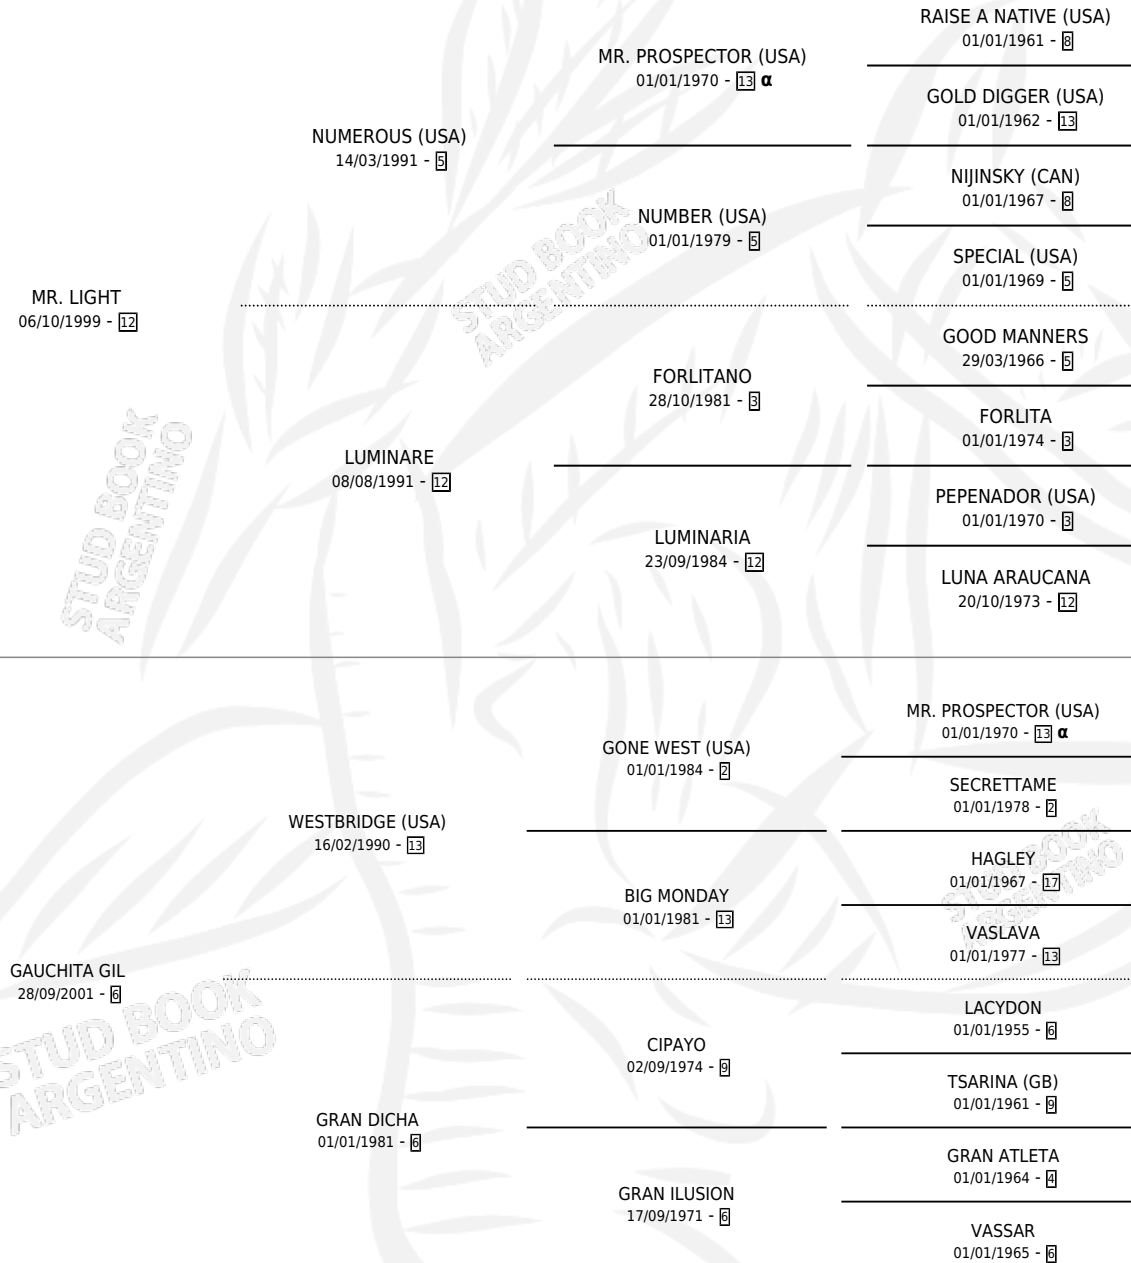 RAISE A NATIVE (USA)
01/01/1961 - 8
MR. PROSPECTOR (USA)
01/01/1970 - 13 α
GOLD DIGGER (USA)
01/01/1962 - 13
NUMEROUS (USA)
14/03/1991 - 5
NIJINSKY (CAN)
01/01/1967 - 8
NUMBER (USA)
01/01/1979 - 5
SPECIAL (USA)
01/01/1969 - 5
MR. LIGHT
06/10/1999 - 12
GOOD MANNERS
29/03/1966 - 5
FORLITANO
28/10/1981 - 3
FORLITA
01/01/1974 - 3
LUMINARE
08/08/1991 - 12
PEPENADOR (USA)
01/01/1970 - 3
LUMINARIA
23/09/1984 - 12
LUNA ARAUCANA
20/10/1973 - 12
MR. PROSPECTOR (USA)
01/01/1970 - 13 α
GONE WEST (USA)
01/01/1984 - 2
SECRETTAME
01/01/1978 - 2
WESTBRIDGE (USA)
16/02/1990 - 13
HAGLEY
01/01/1967 - 17
BIG MONDAY
01/01/1981 - 13
VASLAVA
01/01/1977 - 13
GAUCHITA GIL
28/09/2001 - 6
LACYDON
01/01/1955 - 6
CIPAYO
02/09/1974 - 9
TSARINA (GB)
01/01/1961 - 9
GRAN DICHA
01/01/1981 - 6
GRAN ATLETA
01/01/1964 - 4
GRAN ILUSION
17/09/1971 - 6
VASSAR
01/01/1965 - 6
STUD BOOK
ARGENTINO
STUD BOOK
ARGENTINO
STUD BOOK
ARGENTINO
STUD BOOK
ARGENTINO